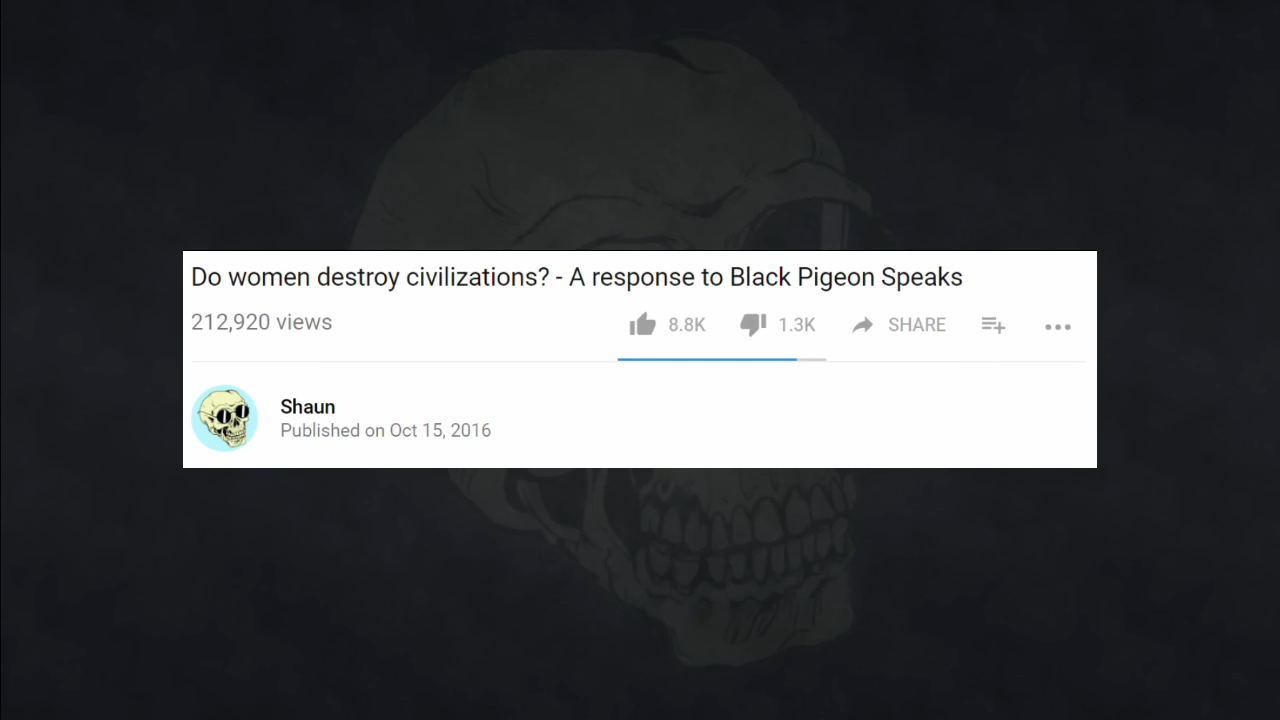 Do women destroy civilizations? - A response to Black Pigeon Speaks
212,920 views 8.8K 1.3K SHARE
Shaun
Published on Oct 15, 2016